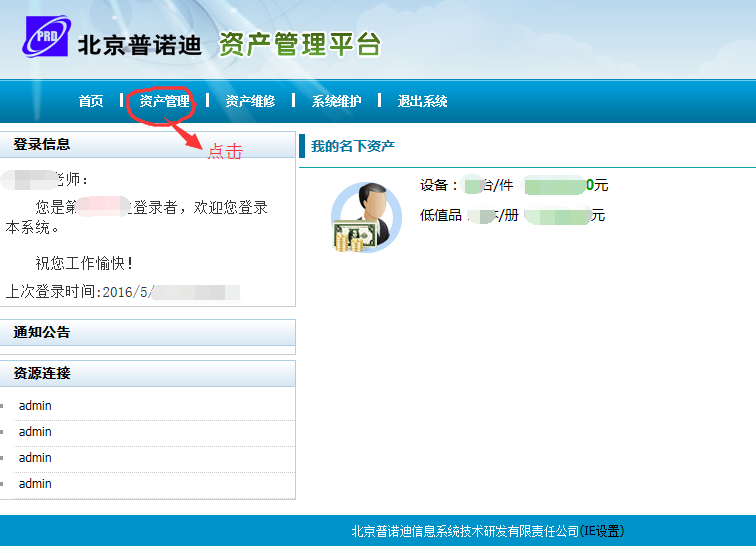 PRD 北京普诺迪 资产管理平台
首页 资产管理 资产维修 系统维护 退出系统
点击
登录信息
老师：
您是第 登录者，欢迎您登录
本系统。
祝您工作愉快！
上次登录时间:2016/5/
通知公告
资源连接
admin
admin
admin
admin
我的名下资产
设备： 台/件 0元
低值品： /册 元
北京普诺迪信息系统技术研发有限责任公司(IE设置)